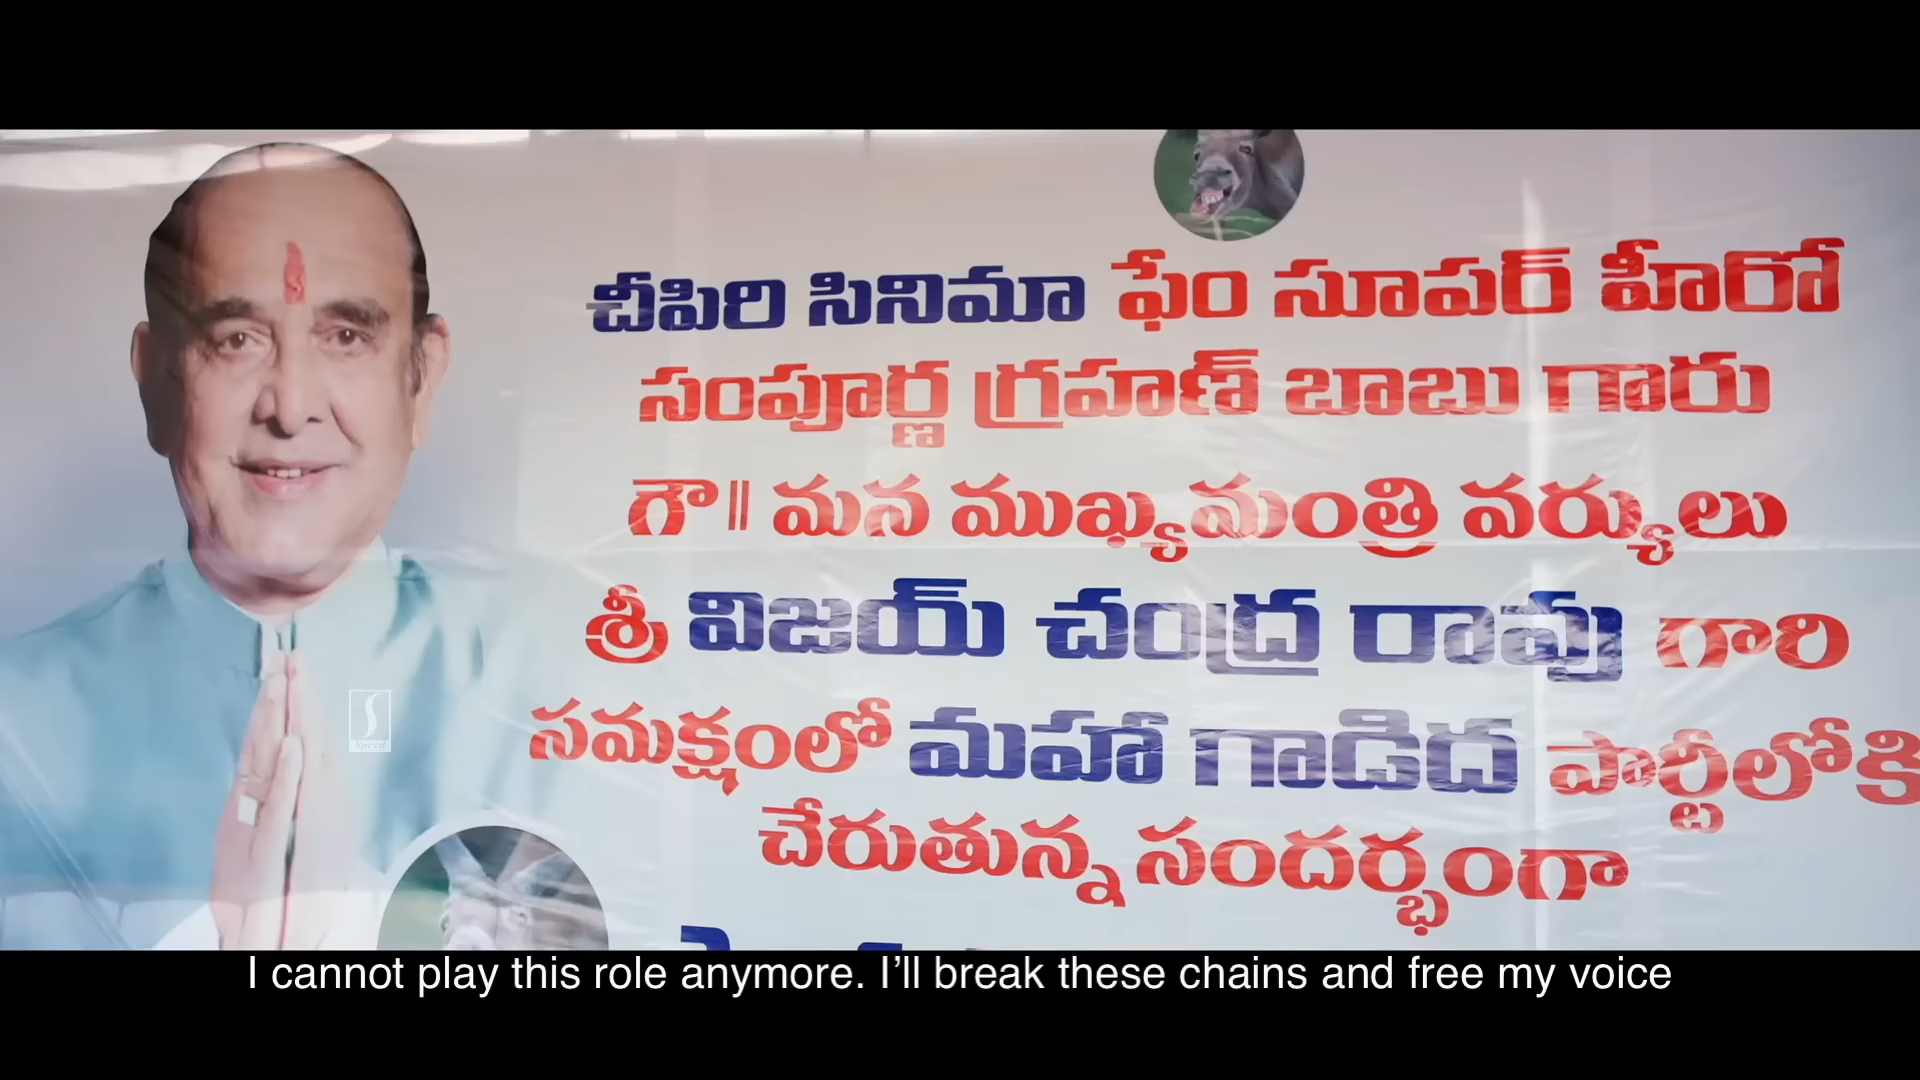 చీపిరి సినిమా ఫేం సూపర్ హీరో
సంపూర్ణ గ్రహణ్ బాబు గారు
గౌ|| మన ముఖ్యమంత్రి వర్యులు
శ్రీ విజయ్ చంద్ర రావు గారి
సమక్షంలో మహా గాడిద పార్టీలోకి
చేరుతున్న సందర్భంగా
I cannot play this role anymore. I’ll break these chains and free my voice